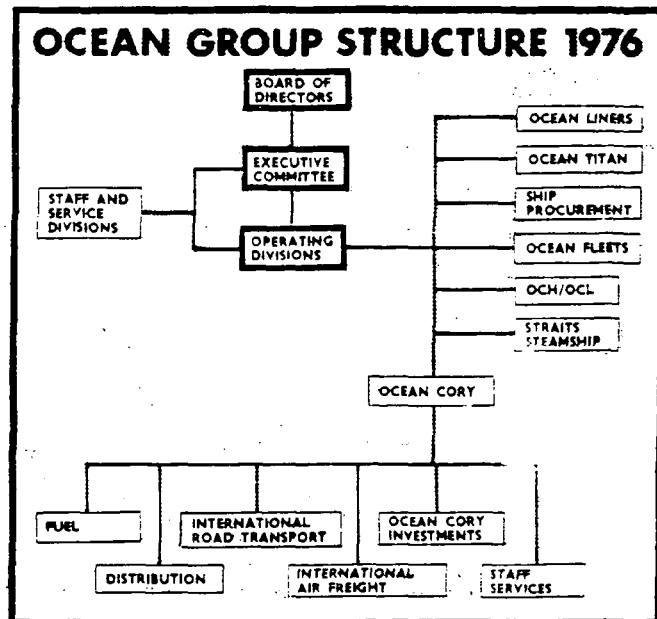 OCEAN GROUP STRUCTURE 1976
BOARD OF
DIRECTORS
OCEAN LINERS
EXECUTIVE
COMMITTEE
OCEAN TITAN
STAFF AND
SERVICE
DIVISIONS
SHIP
PROCUREMENT
OPERATING
DIVISIONS
OCEAN FLEETS
OCH/OCL
STRAITS
STEAMSHIP
OCEAN CORY
FUEL
INTERNATIONAL
ROAD TRANSPORT
OCEAN CORY
INVESTMENTS
DISTRIBUTION
INTERNATIONAL
AIR FREIGHT
STAFF
SERVICES